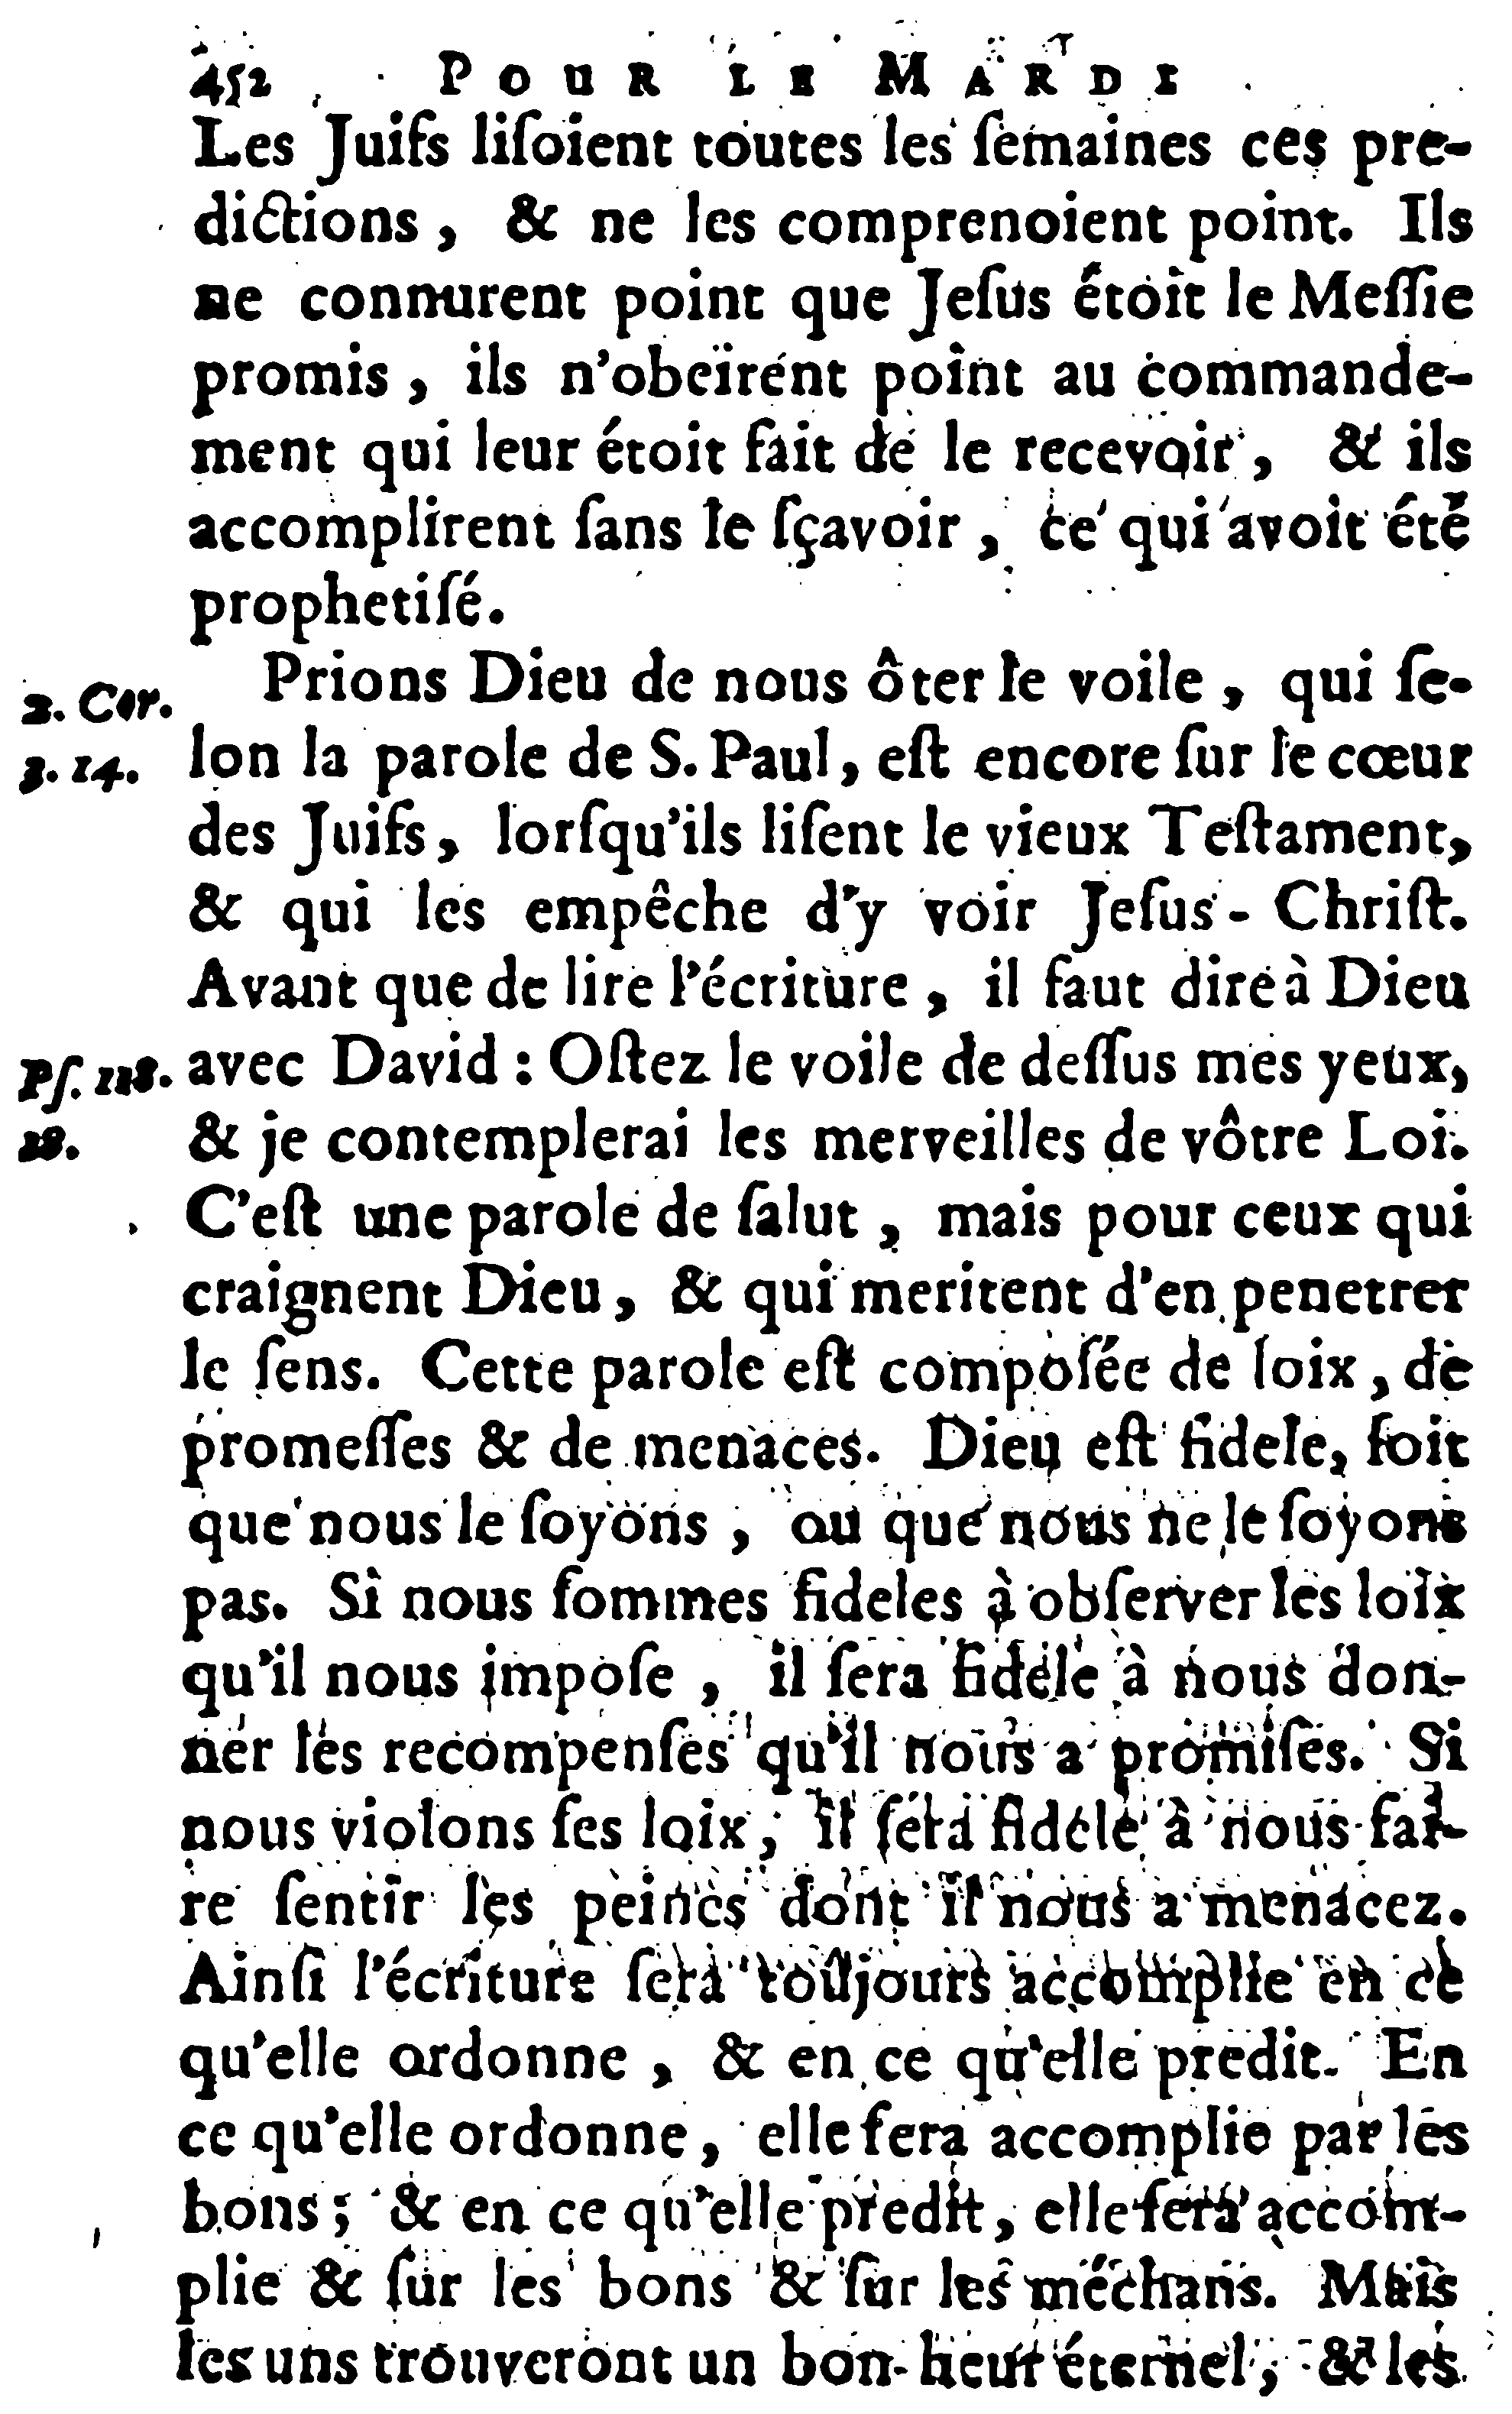 452 POUR LE MARDI
Les Juifs liſoient toutes les ſemaines ces pre-
dictions, & ne les comprenoient point. Ils
ne connurent point que Jeſus étoit le Meſſie
promis, ils n'obeïrent point au commande-
ment qui leur étoit fait de le recevoir, & ils
accomplirent ſans le ſçavoir, ce qui avoit été
prophetiſé.
Prions Dieu de nous ôter le voile, qui ſe-
2. Cor.
3. 14.
lon la parole de S. Paul, eſt encore ſur le cœur
des Juifs, lorſqu'ils liſent le vieux Teſtament,
& qui les empêche d'y voir Jeſus-Chriſt.
Avant que de lire l'écriture, il faut dire à Dieu
Pſ. 118.
18.
avec David : Oſtez le voile de deſſus mes yeux,
& je contemplerai les merveilles de vôtre Loi.
C'eſt une parole de ſalut, mais pour ceux qui
craignent Dieu, & qui meritent d'en penetrer
le ſens. Cette parole eſt compoſée de loix, de
promeſſes & de menaces. Dieu eſt fidele, ſoit
que nous le ſoyons, ou que nous ne le ſoyons
pas. Si nous ſommes fideles à obſerver les loix
qu'il nous impoſe, il ſera fidele à nous don-
ner les recompenſes qu'il nous a promiſes. Si
nous violons ſes loix, il ſera fidele à nous fai-
re ſentir les peines dont il nous a menacez.
Ainſi l'écriture ſera toûjours accomplie en ce
qu'elle ordonne, & en ce qu'elle predit. En
ce qu'elle ordonne, elle ſera accomplie par les
bons; & en ce qu'elle predit, elle ſera accom-
plie & ſur les bons & ſur les méchans. Mais
les uns trouveront un bon-heur éternel, & les